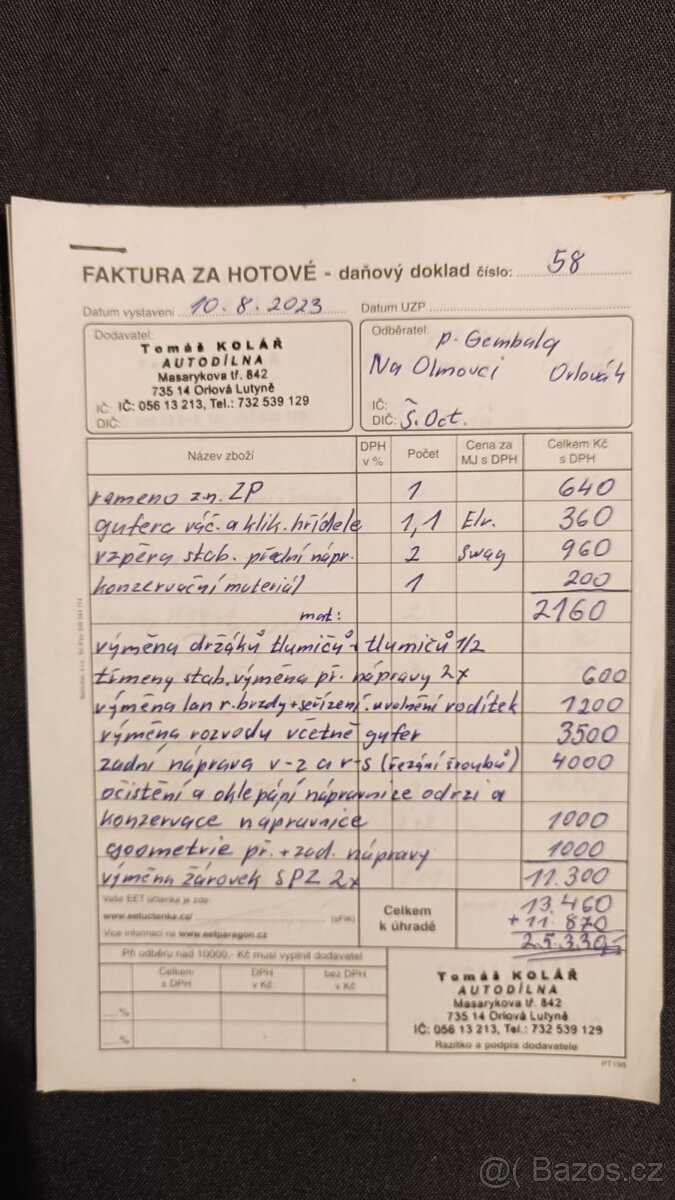 FAKTURA ZA HOTOVÉ - daňový doklad číslo: 58
Datum vystavení 10.8.2023 Datum UZP
Dodavatel:
Tomáš KOLÁŘ
AUTODÍLNA
Masarykova tř. 842
735 14 Orlová Lutyně
IČ: IČ: 056 13 213, Tel.: 732 539 129
DIČ:
Odběratel: p. Gembala
Na Olmovci Orlová 4
IČ:
DIČ: Š. Oct.
Název zboží DPH v % Počet Cena za MJ s DPH Celkem Kč s DPH
rameno z.n. ZP 1 640
gufera vač. a klik. hřídele 1,1 Elr. 360
vzpěra stab. přední nápr. 2 Swag 960
konzervační materiál 1 200
mat: 2160
výměna držáků tlumičů + tlumičů 1/2
třmeny stab. výměna př. nápravy 2x 600
výměna lan r. brzdy + seřízení. uvolnění vodítek 1200
výměna rozvodu včetně gufer 3500
zadní náprava v-z a r-s (řezání šroubů) 4000
očistění a oklepání nápravnice od rzi a
konzervace nápravnice 1000
geometrie př. + zad. nápravy 1000
výměna žárovek SPZ 2x 11.300
Vaše EET účtenka je zde:
www.eetuctenka.cz/
Více informací na www.eetparagon.cz
Celkem k úhradě
13.460
+ 11.870
25.330,-
Při odběru nad 10000,- Kč musí vyplnit dodavatel
Celkem s DPH DPH v Kč bez DPH v Kč
.....%
.....%
Tomáš KOLÁŘ
AUTODÍLNA
Masarykova tř. 842
735 14 Orlová Lutyně
IČ: 056 13 213, Tel.: 732 539 129
Razítko a podpis dodavatele
PT198
Bazos.cz